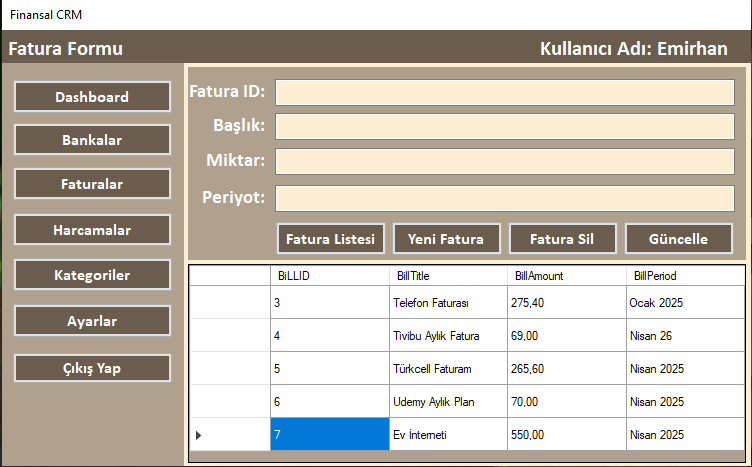 Finansal CRM
Fatura Formu Kullanıcı Adı: Emirhan
Dashboard
Bankalar
Faturalar
Harcamalar
Kategoriler
Ayarlar
Çıkış Yap
Fatura ID:
Başlık:
Miktar:
Periyot:
Fatura Listesi Yeni Fatura Fatura Sil Güncelle
BiLLID BillTitle BillAmount BillPeriod
3 Telefon Faturası 275,40 Ocak 2025
4 Tivibu Aylık Fatura 69,00 Nisan 26
5 Türkcell Faturam 265,60 Nisan 2025
6 Udemy Aylık Plan 70,00 Nisan 2025
7 Ev İnterneti 550,00 Nisan 2025